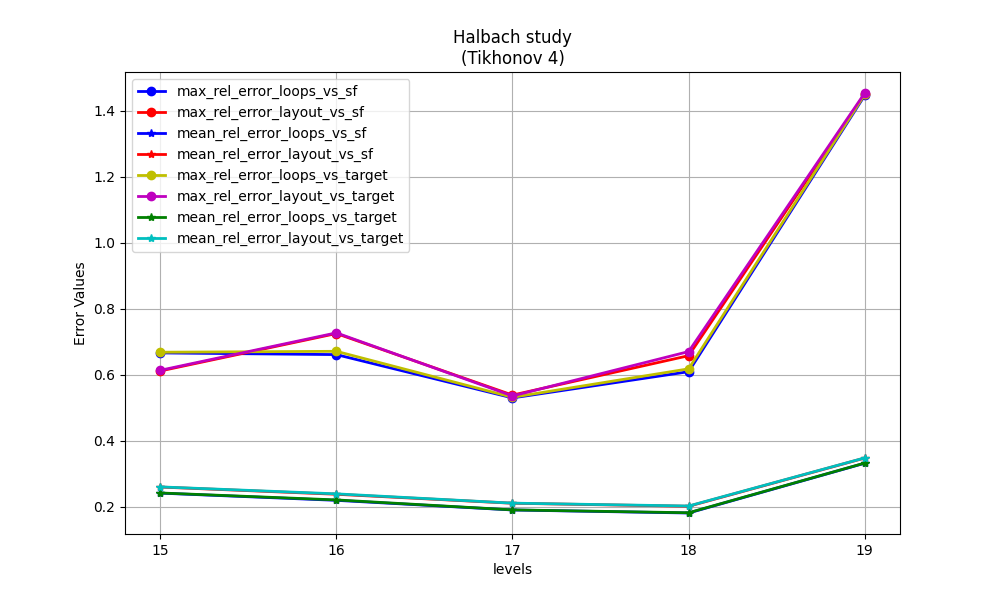 Halbach study
(Tikhonov 4)
max_rel_error_loops_vs_sf
max_rel_error_layout_vs_sf
mean_rel_error_loops_vs_sf
mean_rel_error_layout_vs_sf
max_rel_error_loops_vs_target
max_rel_error_layout_vs_target
mean_rel_error_loops_vs_target
mean_rel_error_layout_vs_target
Error Values
1.4
1.2
1.0
0.8
0.6
0.4
0.2
15 16 17 18 19
levels